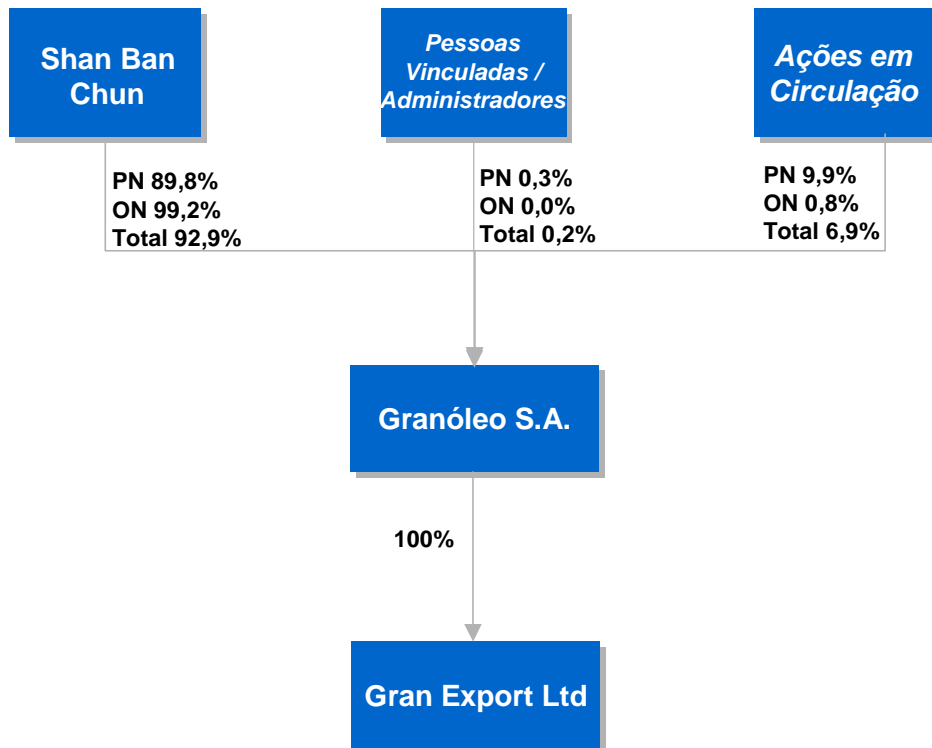 Shan Ban
Chun
Pessoas
Vinculadas /
Administradores
Ações em
Circulação
PN 89,8%
ON 99,2%
Total 92,9%
PN 0,3%
ON 0,0%
Total 0,2%
PN 9,9%
ON 0,8%
Total 6,9%
Granóleo S.A.
100%
Gran Export Ltd